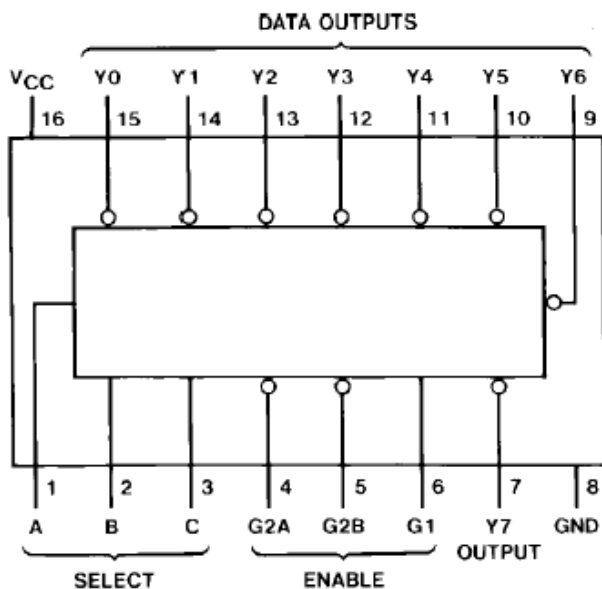 DATA OUTPUTS
VCC Y0 Y1 Y2 Y3 Y4 Y5 Y6
16 15 14 13 12 11 10 9
1 2 3 4 5 6 7 8
A B C G2A G2B G1 Y7 GND
OUTPUT
SELECT ENABLE